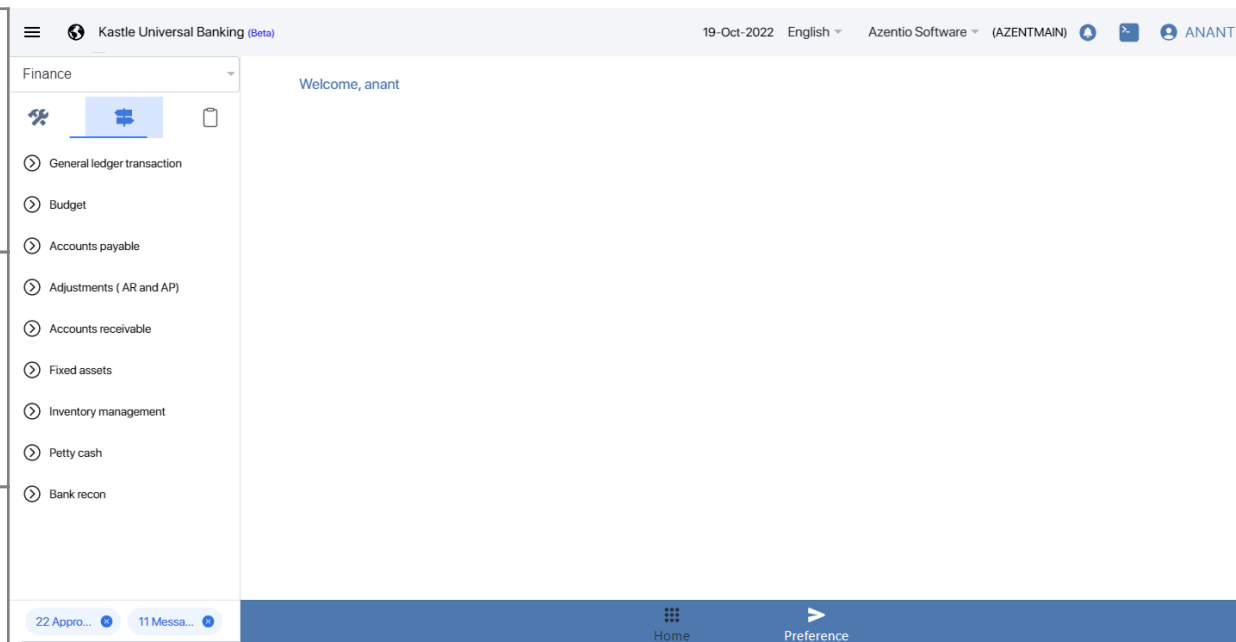 Kastle Universal Banking (Beta)
19-Oct-2022 English Azentio Software (AZENTMAIN) ANANT
Finance
Welcome, anant
General ledger transaction
Budget
Accounts payable
Adjustments ( AR and AP)
Accounts receivable
Fixed assets
Inventory management
Petty cash
Bank recon
22 Appro... 11 Messa...
Home Preference